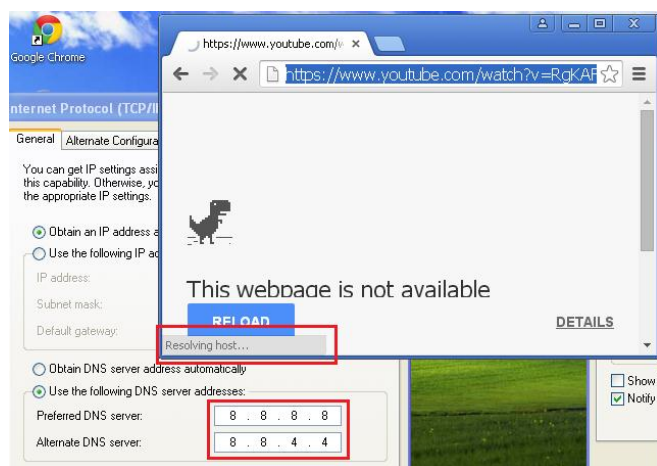 Google Chrome
https://www.youtube.com/
https://www.youtube.com/watch?v=RgKAF
This webpage is not available
RELOAD
DETAILS
Resolving host...
Internet Protocol (TCP/I
General
Alternate Configura
You can get IP settings assi
this capability. Otherwise, yo
the appropriate IP settings.
Obtain an IP address a
Use the following IP ad
IP address:
Subnet mask:
Default gateway:
Obtain DNS server address automatically
Use the following DNS server addresses:
Preferred DNS server: 8 . 8 . 8 . 8
Alternate DNS server: 8 . 8 . 4 . 4
Show
Notify